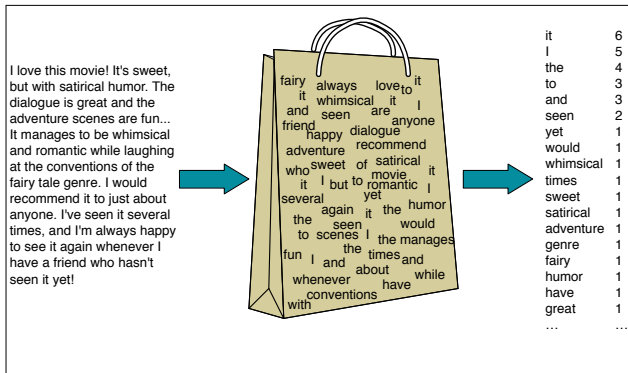 I love this movie! It's sweet,
but with satirical humor. The
dialogue is great and the
adventure scenes are fun...
It manages to be whimsical
and romantic while laughing
at the conventions of the
fairy tale genre. I would
recommend it to just about
anyone. I've seen it several
times, and I'm always happy
to see it again whenever I
have a friend who hasn't
seen it yet!
fairy always love to it
it whimsical it I
and seen are anyone
friend happy dialogue
adventure recommend
who sweet of satirical movie it
it I but to romantic I
several yet
again it the humor
the seen would
to scenes I the manages
fun I and the times and
about while
whenever have
conventions
with
it 6
I 5
the 4
to 3
and 3
seen 2
yet 1
would 1
whimsical 1
times 1
sweet 1
satirical 1
adventure 1
genre 1
fairy 1
humor 1
have 1
great 1
... ...